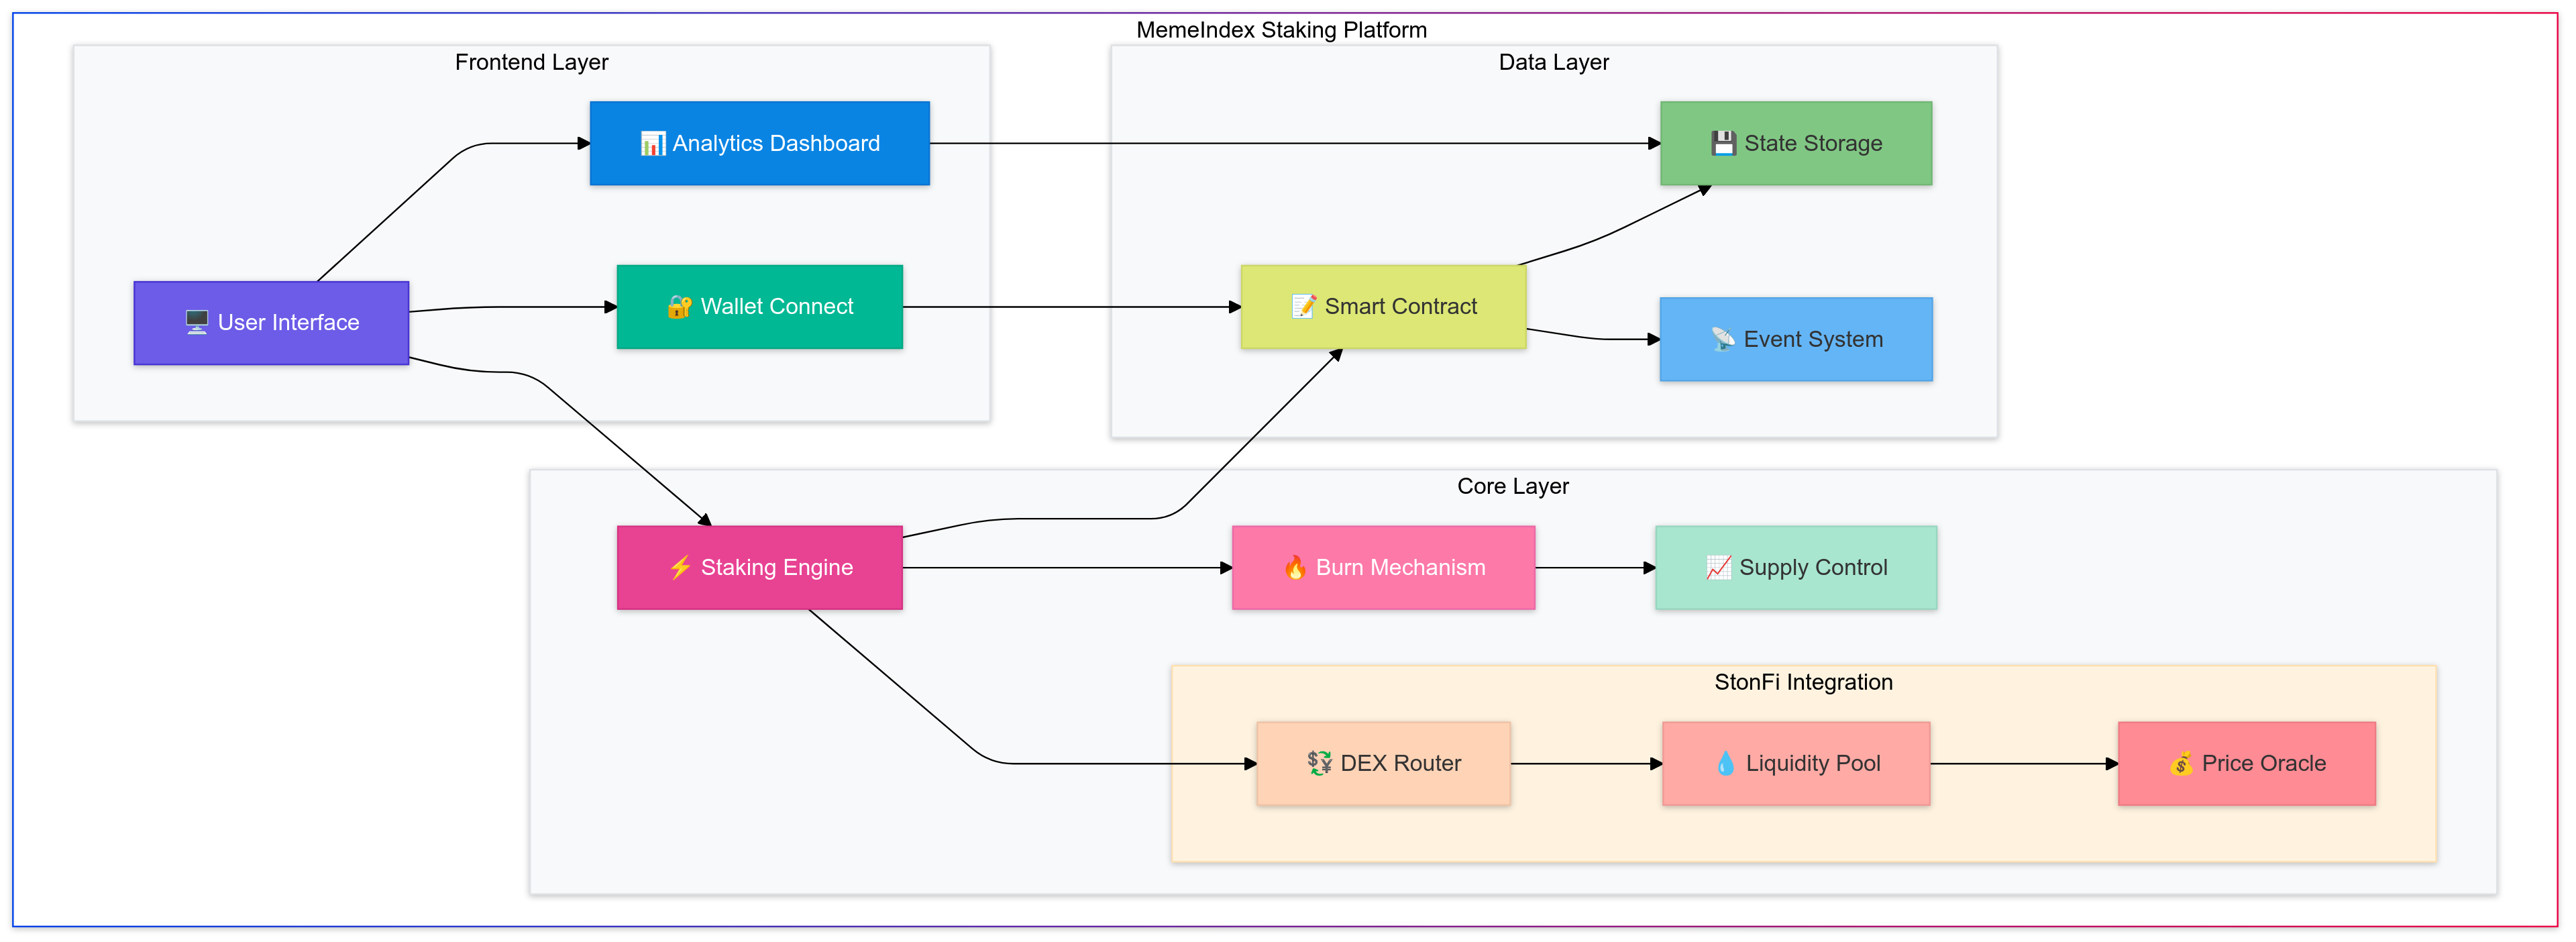 MemeIndex Staking Platform
Frontend Layer
📊 Analytics Dashboard
🖥️ User Interface
🔐 Wallet Connect
Data Layer
💾 State Storage
📝 Smart Contract
📡 Event System
Core Layer
⚡ Staking Engine
🔥 Burn Mechanism
📈 Supply Control
StonFi Integration
💱 DEX Router
💧 Liquidity Pool
💰 Price Oracle